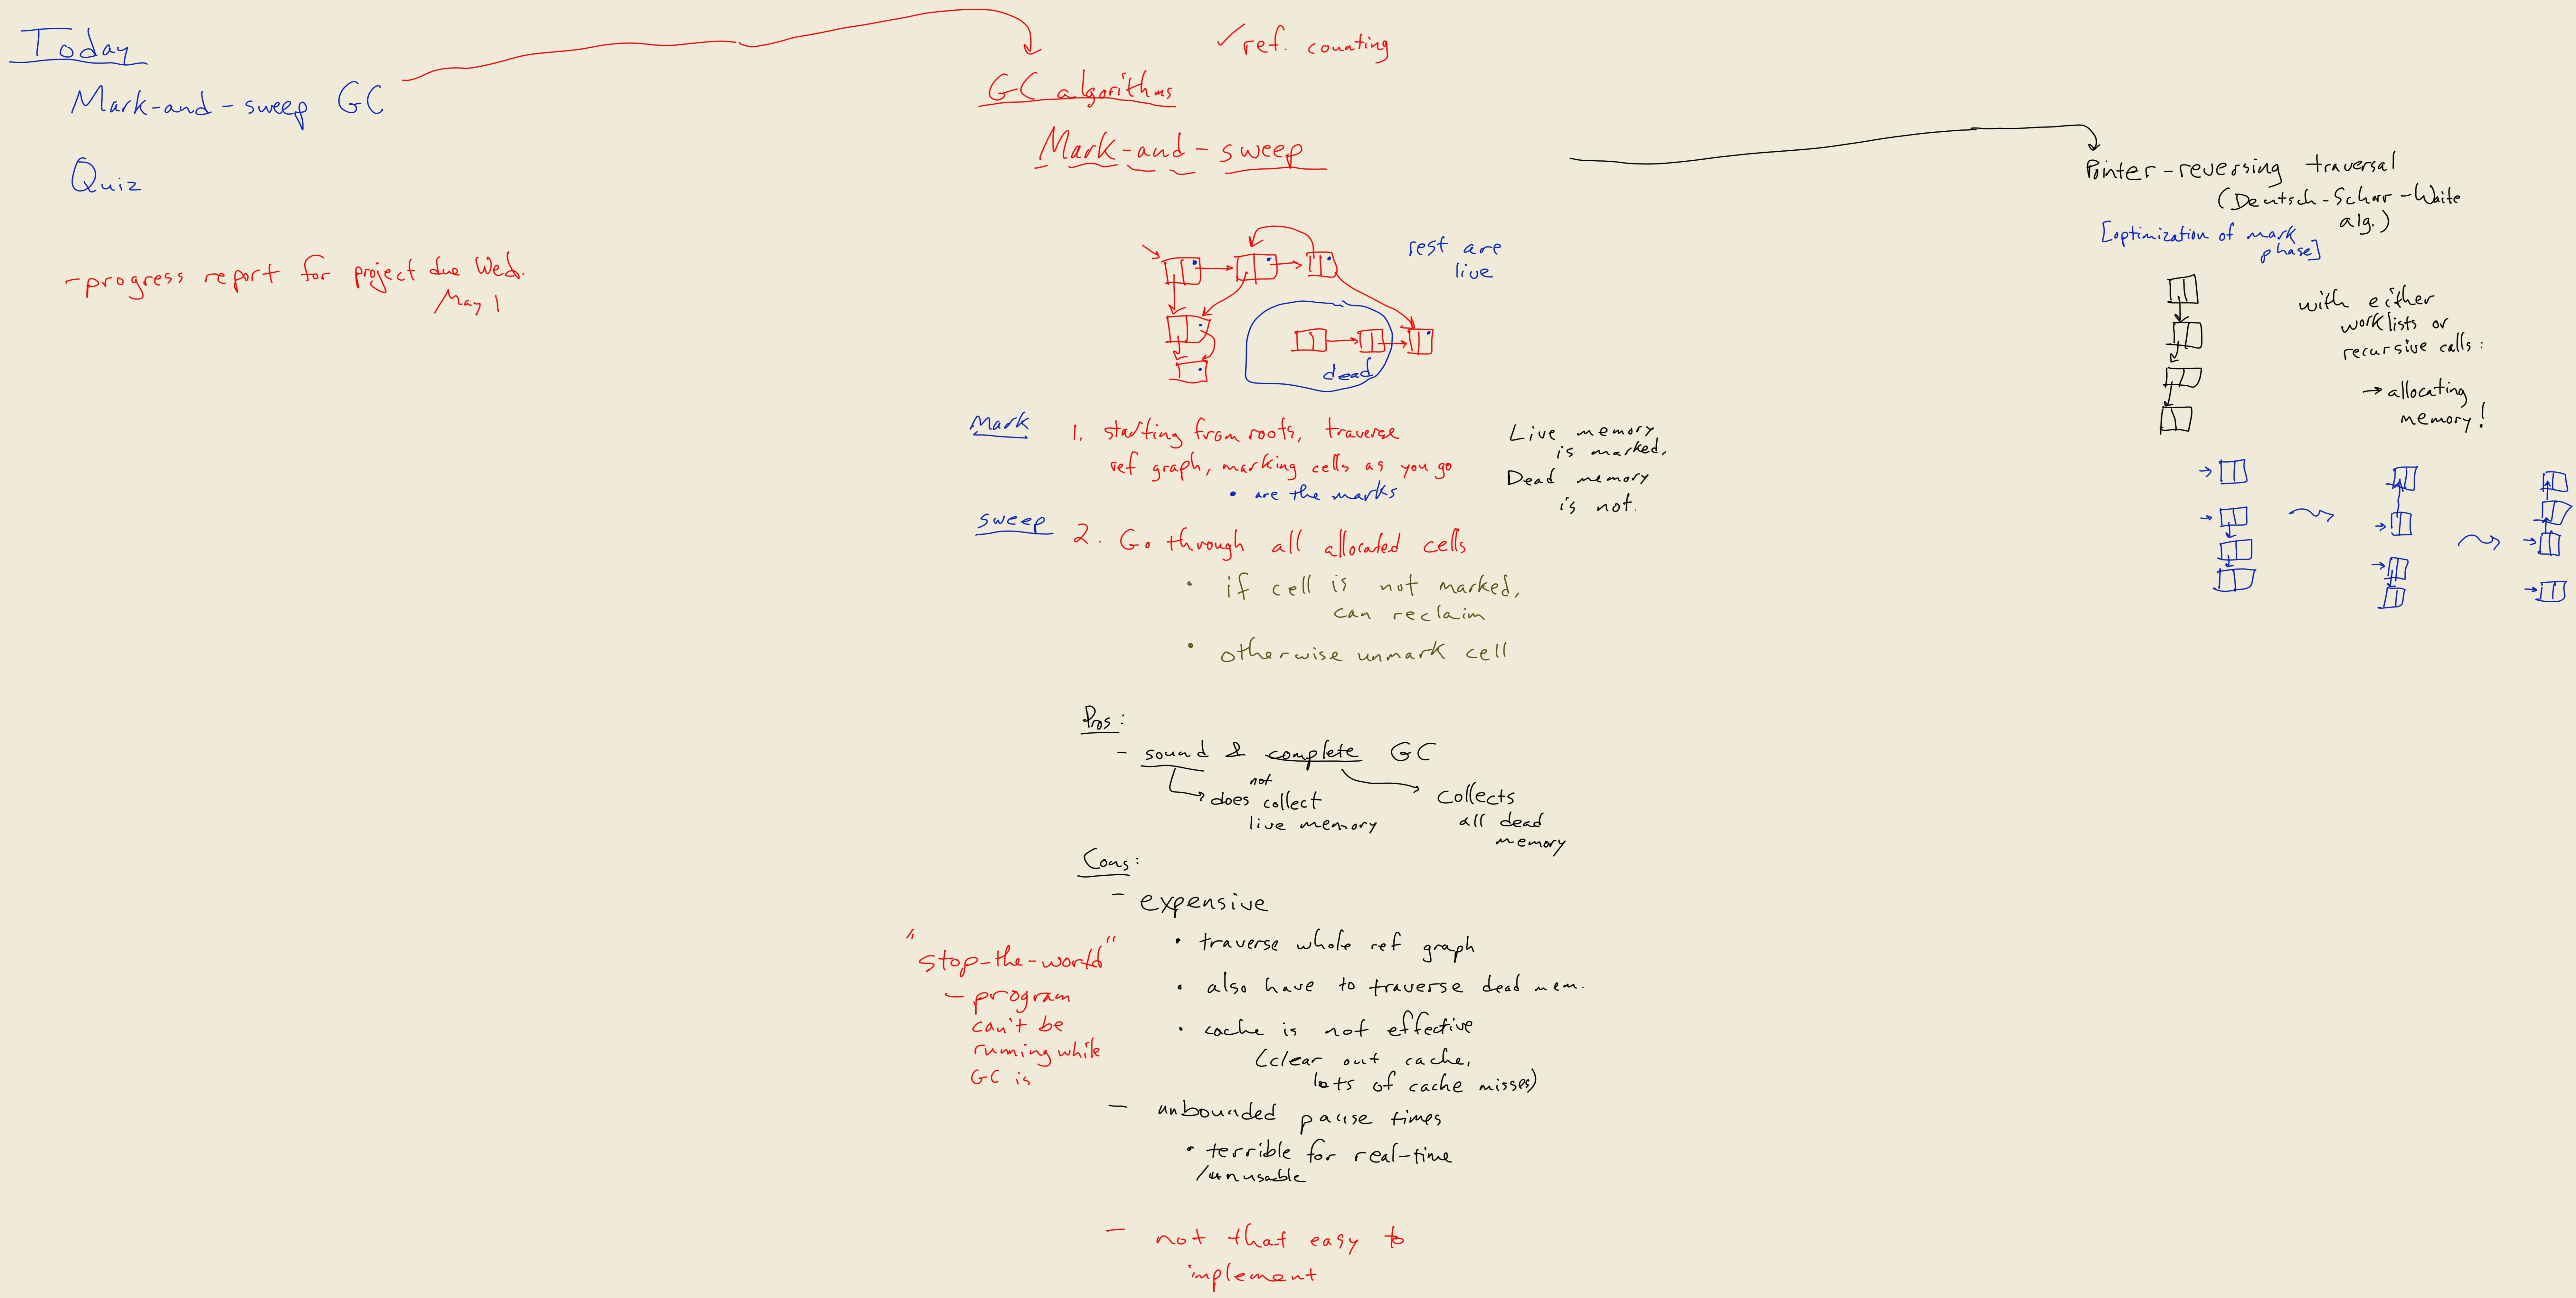 Today
Mark-and-sweep GC
Quiz
-progress report for project due Wed.
May 1
✓ref. counting
GC algorithms
Mark-and-sweep
rest are
live
dead
Mark
1. starting from roots, traverse
ref graph, marking cells as you go
• are the marks
Live memory
is marked,
Dead memory
is not.
sweep
2. Go through all allocated cells
• if cell is not marked,
can reclaim
• otherwise unmark cell
Pros:
- sound & complete GC
not
does collect
live memory
collects
all dead
memory
Cons:
- expensive
• traverse whole ref graph
• also have to traverse dead mem.
• cache is not effective
(clear out cache,
lots of cache misses)
"stop-the-world"
- program
can't be
running while
GC is
- unbounded pause times
• terrible for real-time
/unusable
- not that easy to
implement
Pointer-reversing traversal
(Deutsch-Schorr-Waite
alg.)
[optimization of mark
phase]
with either
worklists or
recursive calls:
→ allocating
memory!